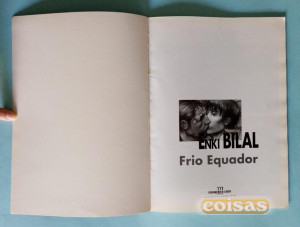 ENKI BILAL
Frio Equador
coisas